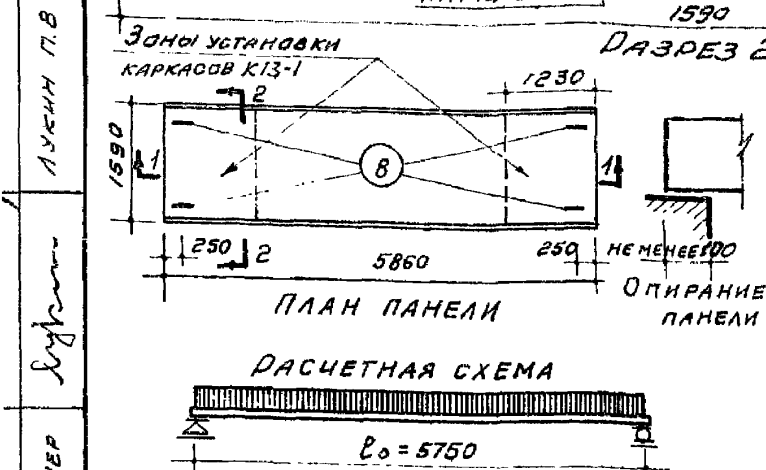 1590
РАЗРЕЗ 2
ЗОНЫ УСТАНОВКИ
КАРКАСОВ К13-1
ЛУКИН П.В
1230
2
1590
1
8
1
250
2
5860
250
НЕ МЕНЕЕ 100
ОПИРАНИЕ
ПАНЕЛИ
ПЛАН ПАНЕЛИ
РАСЧЕТНАЯ СХЕМА
ℓ₀ = 5750